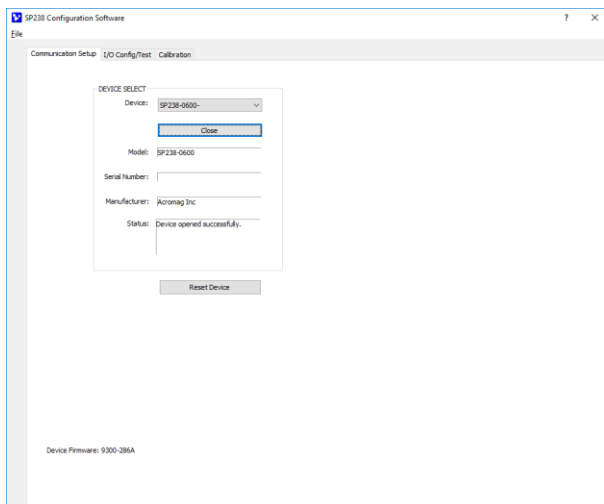 SP238 Configuration Software
?
File
Communication Setup I/O Config/Test Calibration
DEVICE SELECT
Device: SP238-0600-
Close
Model: SP238-0600
Serial Number:
Manufacturer: Acromag Inc
Status: Device opened successfully.
Reset Device
Device Firmware: 9300-286A